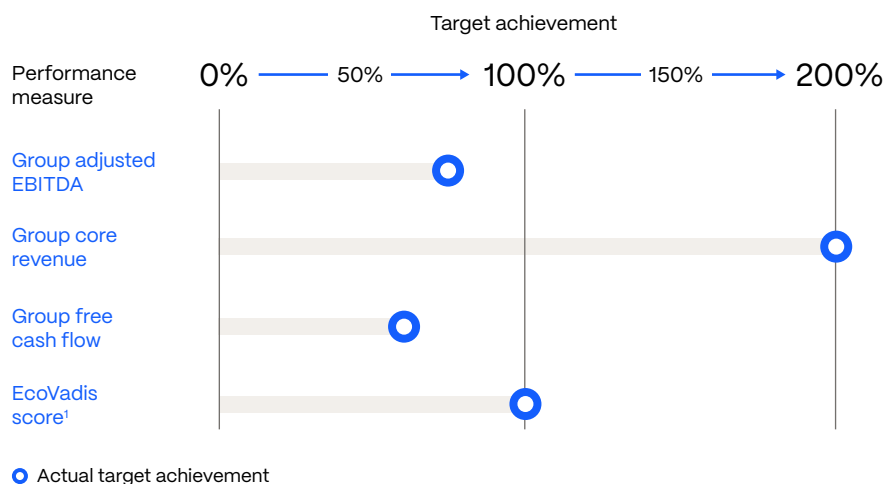 Target achievement
Performance
measure
0% 50% 100% 150% 200%
Group adjusted
EBITDA
Group core
revenue
Group free
cash flow
EcoVadis
score¹
Actual target achievement